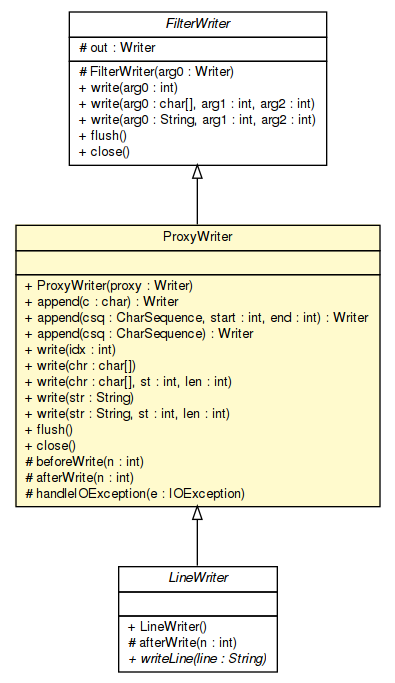 FilterWriter
# out : Writer
# FilterWriter(arg0 : Writer)
+ write(arg0 : int)
+ write(arg0 : char[], arg1 : int, arg2 : int)
+ write(arg0 : String, arg1 : int, arg2 : int)
+ flush()
+ close()
ProxyWriter
+ ProxyWriter(proxy : Writer)
+ append(c : char) : Writer
+ append(csq : CharSequence, start : int, end : int) : Writer
+ append(csq : CharSequence) : Writer
+ write(idx : int)
+ write(chr : char[])
+ write(chr : char[], st : int, len : int)
+ write(str : String)
+ write(str : String, st : int, len : int)
+ flush()
+ close()
# beforeWrite(n : int)
# afterWrite(n : int)
# handleIOException(e : IOException)
LineWriter
+ LineWriter()
# afterWrite(n : int)
+ writeLine(line : String)